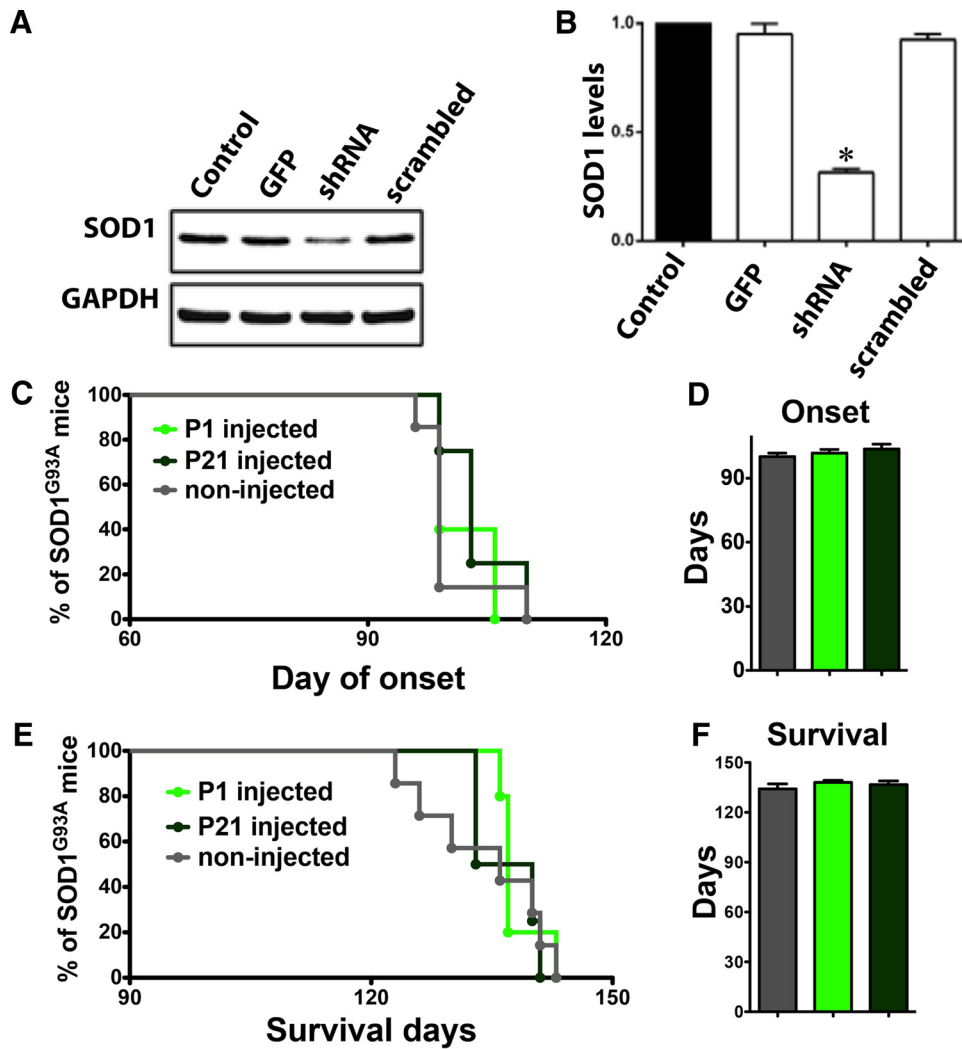 A
Control
GFP
shRNA
scrambled
SOD1
GAPDH
B
SOD1 levels
1.0
0.5
0.0
*
Control
GFP
shRNA
scrambled
C
% of SOD1G93A mice
100
80
60
40
20
0
P1 injected
P21 injected
non-injected
60
90
120
Day of onset
D
Onset
Days
90
60
30
0
E
% of SOD1G93A mice
100
80
60
40
20
0
P1 injected
P21 injected
non-injected
90
120
150
Survival days
F
Survival
Days
150
120
90
60
30
0